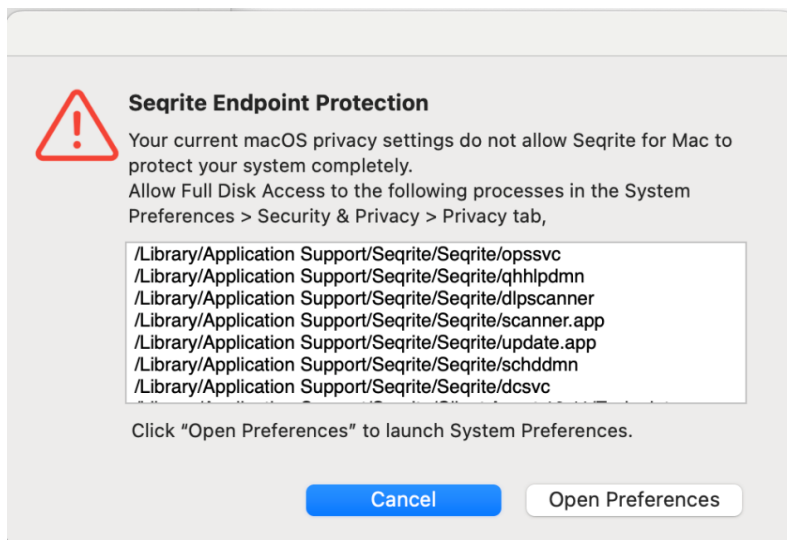 Seqrite Endpoint Protection
Your current macOS privacy settings do not allow Seqrite for Mac to
protect your system completely.
Allow Full Disk Access to the following processes in the System
Preferences > Security & Privacy > Privacy tab,
/Library/Application Support/Seqrite/Seqrite/opssvc
/Library/Application Support/Seqrite/Seqrite/qhhlpdmn
/Library/Application Support/Seqrite/Seqrite/dlpscanner
/Library/Application Support/Seqrite/Seqrite/scanner.app
/Library/Application Support/Seqrite/Seqrite/update.app
/Library/Application Support/Seqrite/Seqrite/schddmn
/Library/Application Support/Seqrite/Seqrite/dcsvc
Click “Open Preferences” to launch System Preferences.
Cancel
Open Preferences